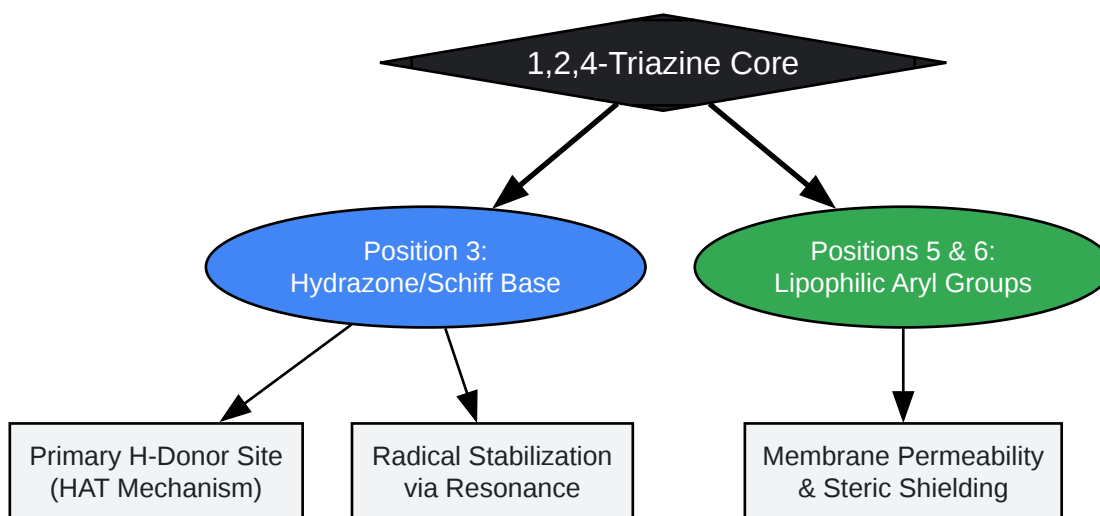 1,2,4-Triazine Core
Position 3:
Hydrazone/Schiff Base
Positions 5 & 6:
Lipophilic Aryl Groups
Primary H-Donor Site
(HAT Mechanism)
Radical Stabilization
via Resonance
Membrane Permeability
& Steric Shielding